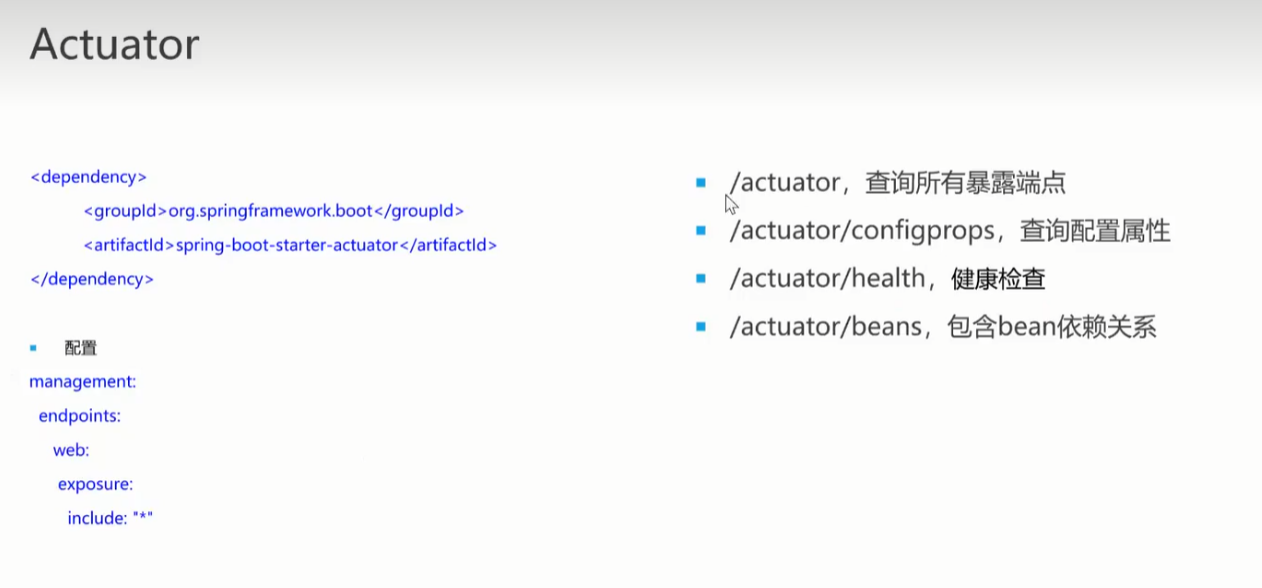 Actuator
<dependency>
<groupId>org.springframework.boot</groupId>
<artifactId>spring-boot-starter-actuator</artifactId>
</dependency>
配置
management:
endpoints:
web:
exposure:
include: "*"
/actuator，查询所有暴露端点
/actuator/configprops，查询配置属性
/actuator/health，健康检查
/actuator/beans，包含bean依赖关系